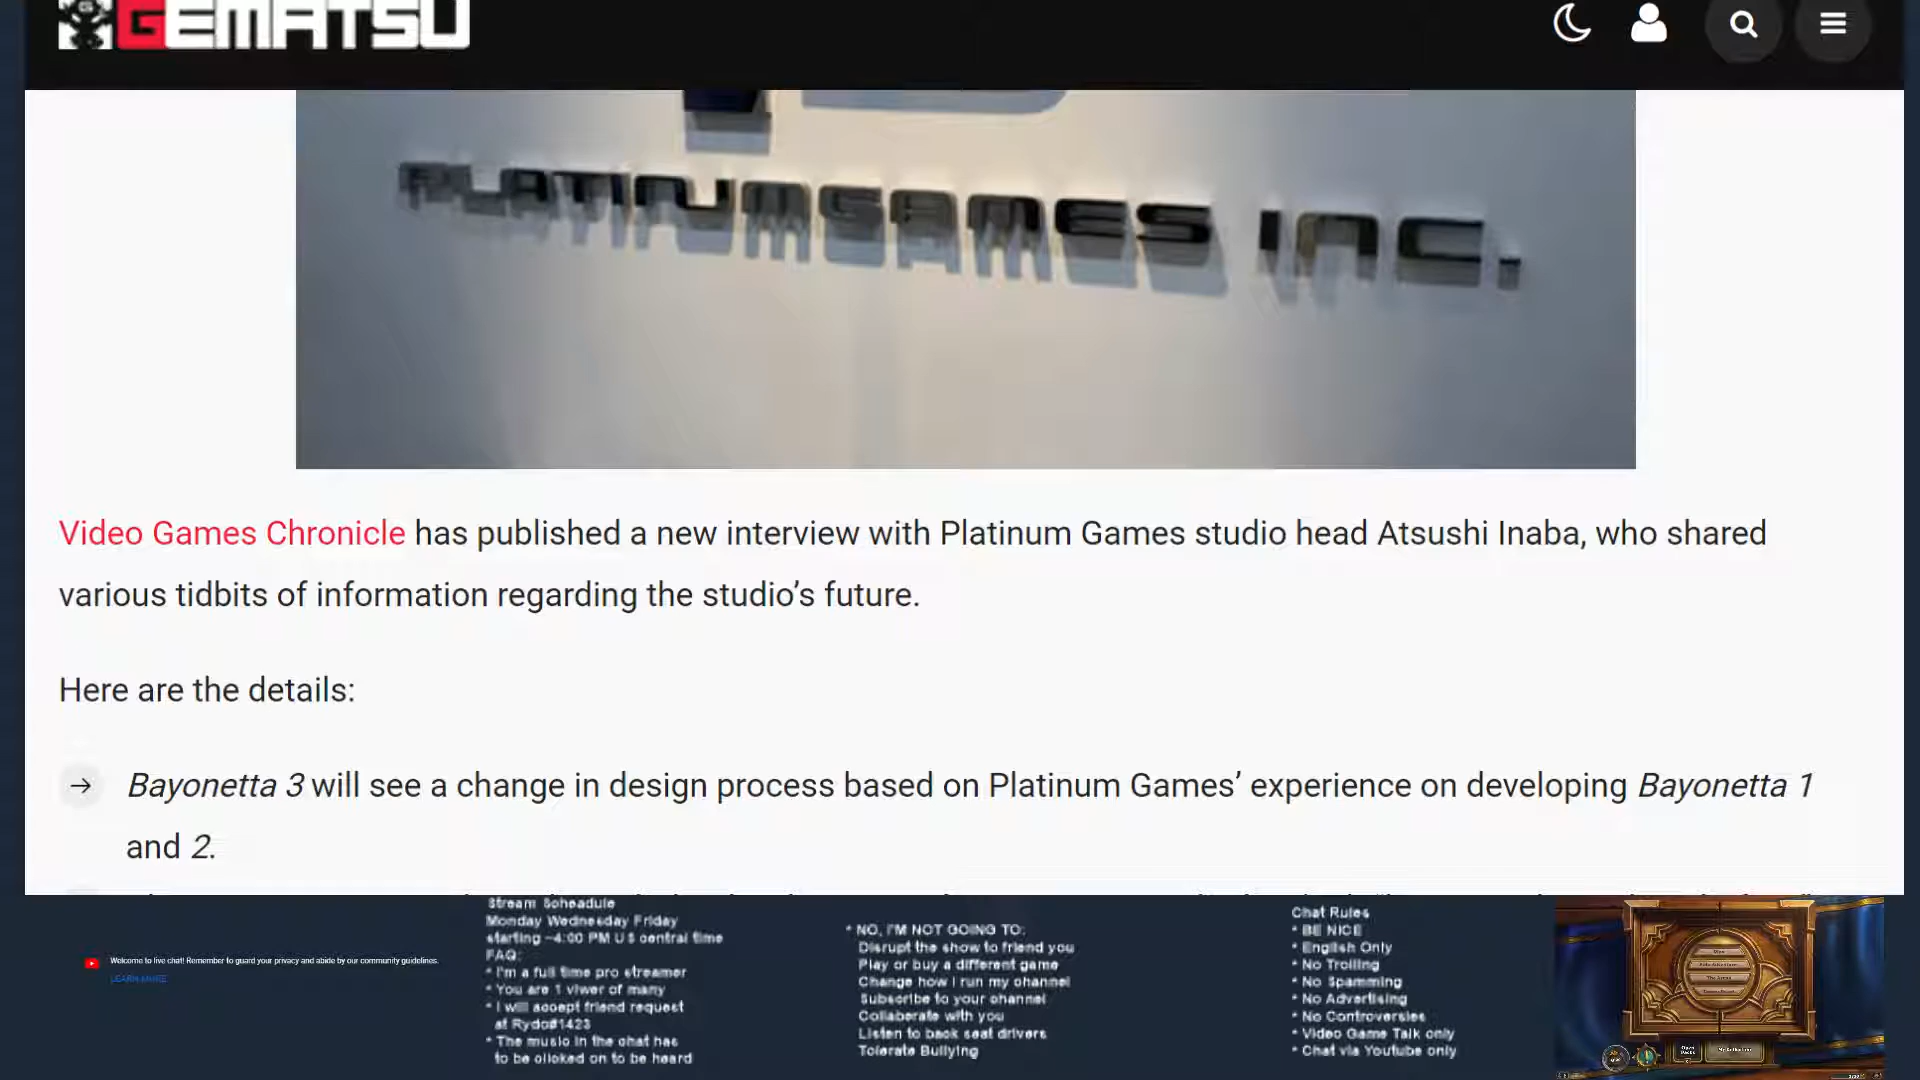 GEMATSU
PLATINUMGAMES INC.
Video Games Chronicle has published a new interview with Platinum Games studio head Atsushi Inaba, who shared
various tidbits of information regarding the studio’s future.
Here are the details:
→ Bayonetta 3 will see a change in design process based on Platinum Games’ experience on developing Bayonetta 1
and 2.
Welcome to live chat! Remember to guard your privacy and abide by our community guidelines.
LEARN MORE
Stream Scheadule
Monday Wednesday Friday
starting ~4:00 PM US central time
FAQ:
* I'm a full time pro streamer
* You are 1 viwer of many
* I will accept friend request
at Rydo#1423
* The music in the chat has
to be clicked on to be heard
* NO, I'M NOT GOING TO:
Disrupt the show to friend you
Play or buy a different game
Change how I run my channel
Subscribe to your channel
Collaberate with you
Listen to back seat drivers
Tolerate Bullying
Chat Rules
* BE NICE
* English Only
* No Trolling
* No Spamming
* No Advertising
* No Controversies
* Video Game Talk only
* Chat via Youtube only
Open
Packs
My Collection